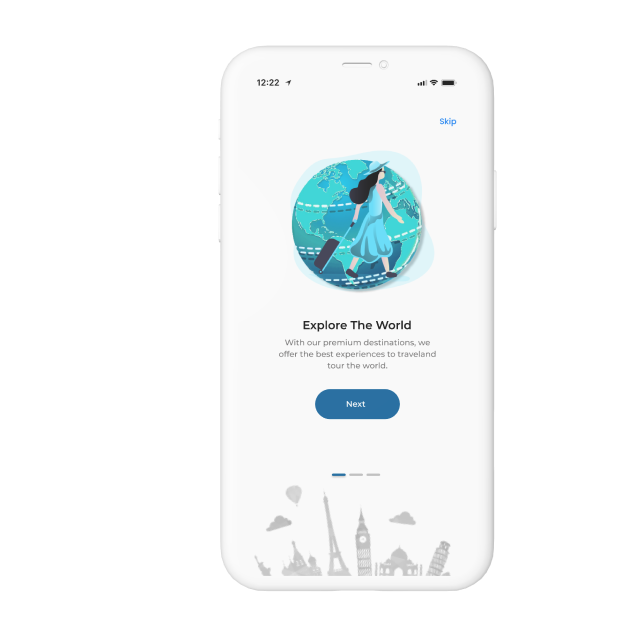 12:22
Skip
Explore The World
With our premium destinations, we
offer the best experiences to traveland
tour the world.
Next